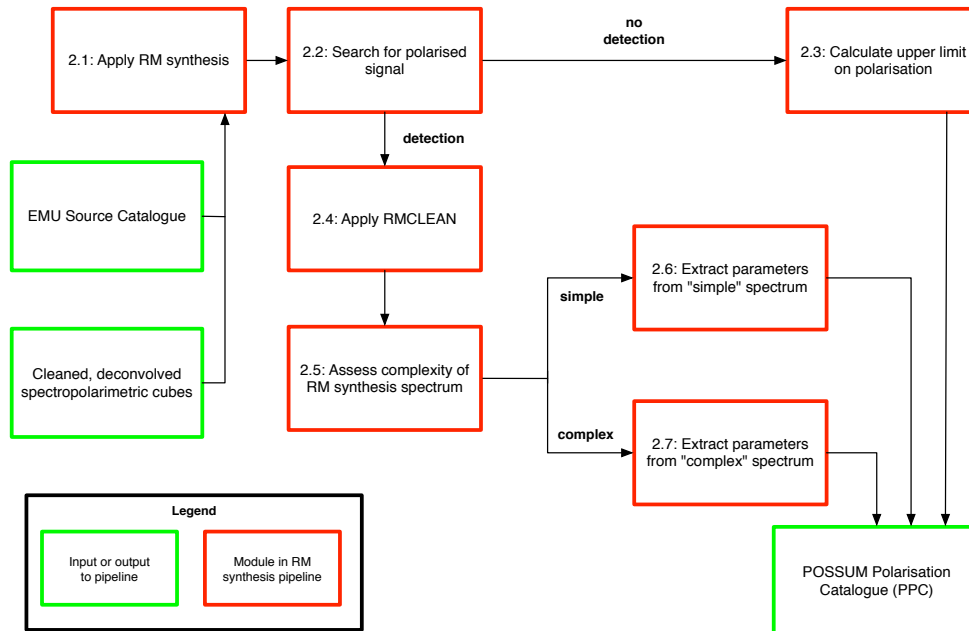 2.1: Apply RM synthesis
2.2: Search for polarised
signal
no
detection
2.3: Calculate upper limit
on polarisation
detection
EMU Source Catalogue
2.4: Apply RMCLEAN
2.6: Extract parameters
from "simple" spectrum
simple
Cleaned, deconvolved
spectropolarimetric cubes
2.5: Assess complexity of
RM synthesis spectrum
complex
2.7: Extract parameters
from "complex" spectrum
Legend
Input or output
to pipeline
Module in RM
synthesis pipeline
POSSUM Polarisation
Catalogue (PPC)